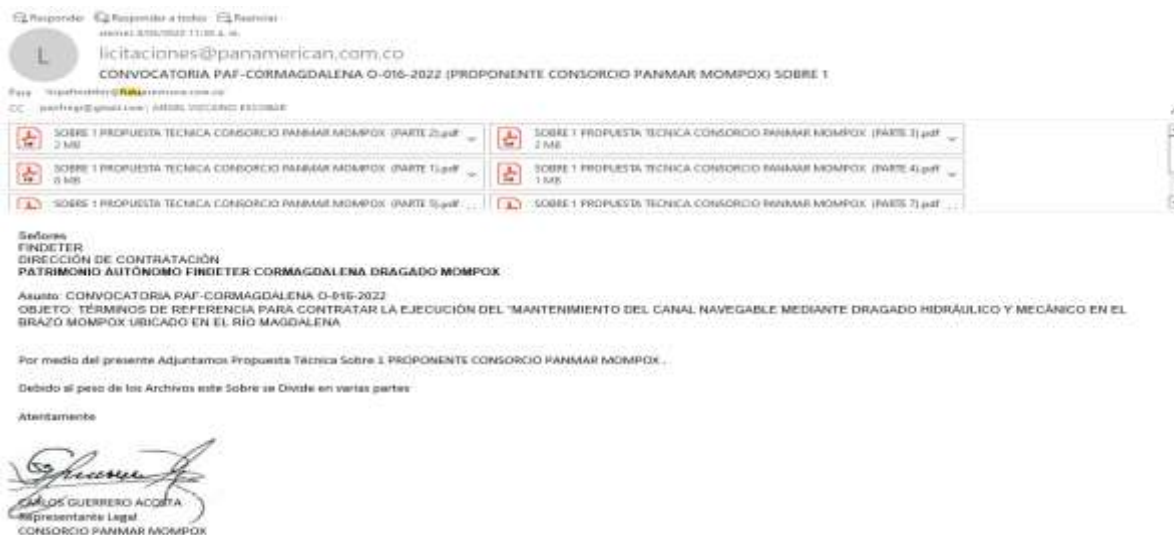 Responder Responder a todos Reenviar
L
licitaciones@panamerican.com.co
CONVOCATORIA PAF-CORMAGDALENA O-016-2022 (PROPONENTE CONSORCIO PANMAR MOMPOX) SOBRE 1
Para
CC
SOBRE 1 PROPUESTA TECNICA CONSORCIO PANMAR MOMPOX (PARTE 2).pdf
2 MB
SOBRE 1 PROPUESTA TECNICA CONSORCIO PANMAR MOMPOX (PARTE 3).pdf
2 MB
SOBRE 1 PROPUESTA TECNICA CONSORCIO PANMAR MOMPOX (PARTE 1).pdf
MB
SOBRE 1 PROPUESTA TECNICA CONSORCIO PANMAR MOMPOX (PARTE 4).pdf
1 MB
SOBRE 1 PROPUESTA TECNICA CONSORCIO PANMAR MOMPOX (PARTE 5).pdf
SOBRE 1 PROPUESTA TECNICA CONSORCIO PANMAR MOMPOX (PARTE 7).pdf
Señores
FINDETER
DIRECCIÓN DE CONTRATACIÓN
PATRIMONIO AUTÓNOMO FINDETER CORMAGDALENA DRAGADO MOMPOX
Asunto: CONVOCATORIA PAF-CORMAGDALENA O-016-2022
OBJETO: TÉRMINOS DE REFERENCIA PARA CONTRATAR LA EJECUCIÓN DEL "MANTENIMIENTO DEL CANAL NAVEGABLE MEDIANTE DRAGADO HIDRÁULICO Y MECÁNICO EN EL
BRAZO MOMPOX UBICADO EN EL RÍO MAGDALENA
Por medio del presente Adjuntamos Propuesta Técnica Sobre 1 PROPONENTE CONSORCIO PANMAR MOMPOX .
Debido al peso de los Archivos este Sobre se Divide en varias partes
Atentamente
CARLOS GUERRERO ACOSTA
Representante Legal
CONSORCIO PANMAR MOMPOX